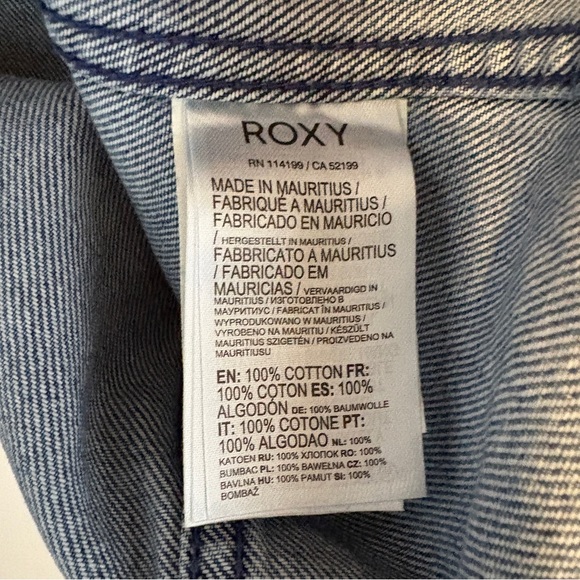 ROXY
RN 114199 / CA 52199
MADE IN MAURITIUS /
FABRIQUÉ A MAURITIUS /
FABRICADO EN MAURICIO
/ HERGESTELLT IN MAURITIUS /
FABBRICATO A MAURITIUS
/ FABRICADO EM
MAURICIAS / VERVAARDIGD IN
MAURITIUS / ИЗГОТОВЛЕНО В
МАУРИТИУС / FABRICAT ÎN MAURITIUS /
WYPRODUKOWANO W MAURITIUS /
VYROBENO NA MAURITIU / KÉSZÜLT
MAURITIUS SZIGETÉN / PROIZVEDENO NA
MAURITIUSU
EN: 100% COTTON FR:
100% COTON ES: 100%
ALGODÓN DE: 100% BAUMWOLLE
IT: 100% COTONE PT:
100% ALGODAO NL: 100%
KATOEN RU: 100% ХЛОПОК RO: 100%
BUMBAC PL: 100% BAWEŁNA CZ: 100%
BAVLNA HU: 100% PAMUT SI: 100%
BOMBAŽ